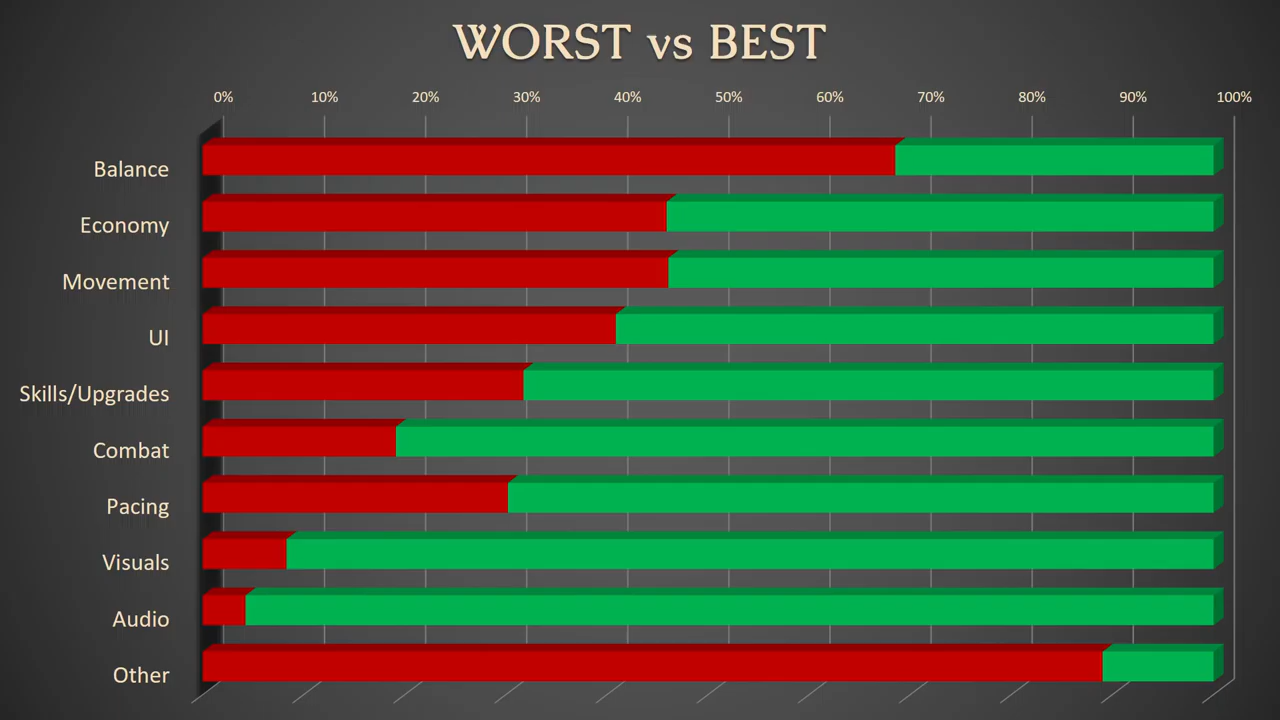 WORST vs BEST
0% 10% 20% 30% 40% 50% 60% 70% 80% 90% 100%
Balance
Economy
Movement
UI
Skills/Upgrades
Combat
Pacing
Visuals
Audio
Other